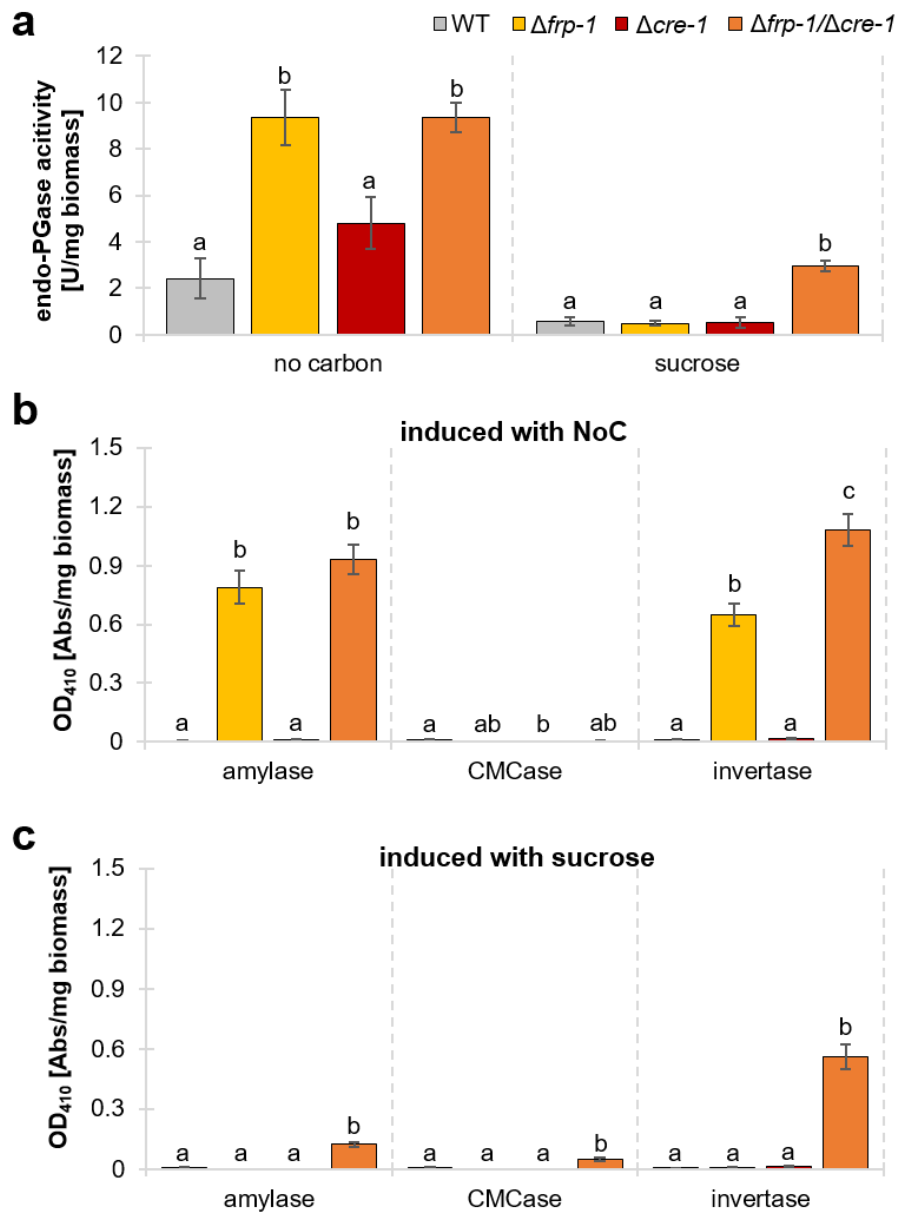 a
WT Δfrp-1 Δcre-1 Δfrp-1/Δcre-1
endo-PGase acitivity
[U/mg biomass]
12
10
8
6
4
2
0
a b a b a a a b
no carbon sucrose
b
induced with NoC
OD410 [Abs/mg biomass]
1.5
1.2
0.9
0.6
0.3
0
a b a b a ab b ab a b a c
amylase CMCase invertase
c
induced with sucrose
OD410 [Abs/mg biomass]
1.5
1.2
0.9
0.6
0.3
0
a a a b a a a b a a a b
amylase CMCase invertase